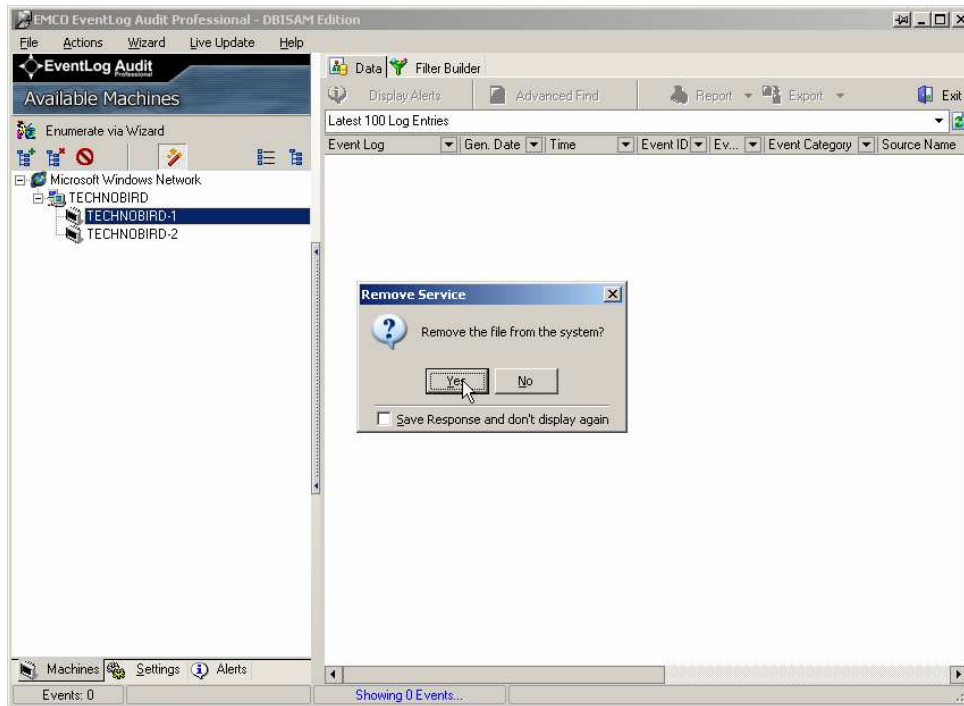 EMCO EventLog Audit Professional - DBISAM Edition
File Actions Wizard Live Update Help
EventLog Audit
Professional
Available Machines
Enumerate via Wizard
Microsoft Windows Network
TECHNOBIRD
TECHNOBIRD-1
TECHNOBIRD-2
Machines Settings Alerts
Events: 0
Data Filter Builder
Display Alerts Advanced Find Report Export Exit
Latest 100 Log Entries
Event Log Gen. Date Time Event ID Ev... Event Category Source Name
Remove Service
Remove the file from the system?
Yes No
Save Response and don't display again
Showing 0 Events...